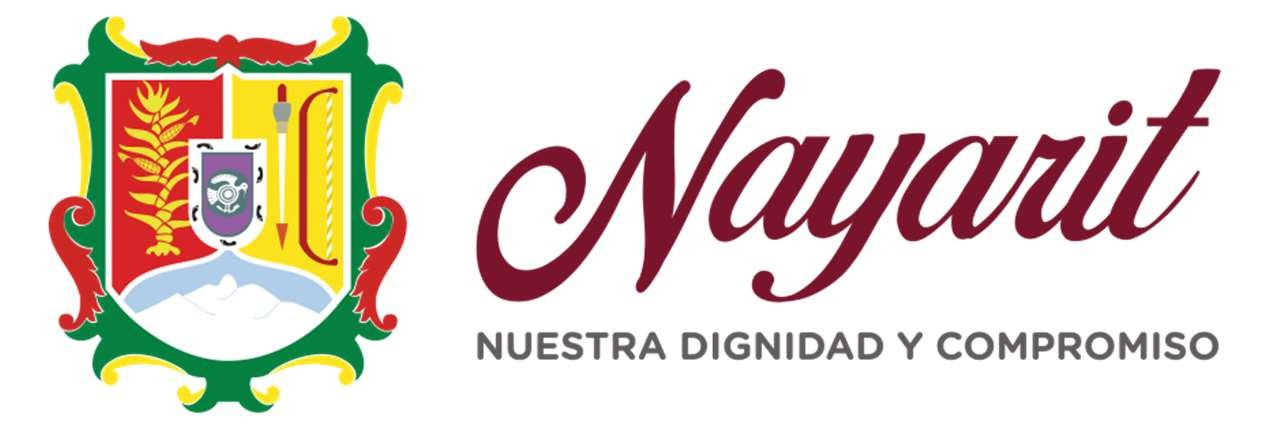 Nayarit
NUESTRA DIGNIDAD Y COMPROMISO